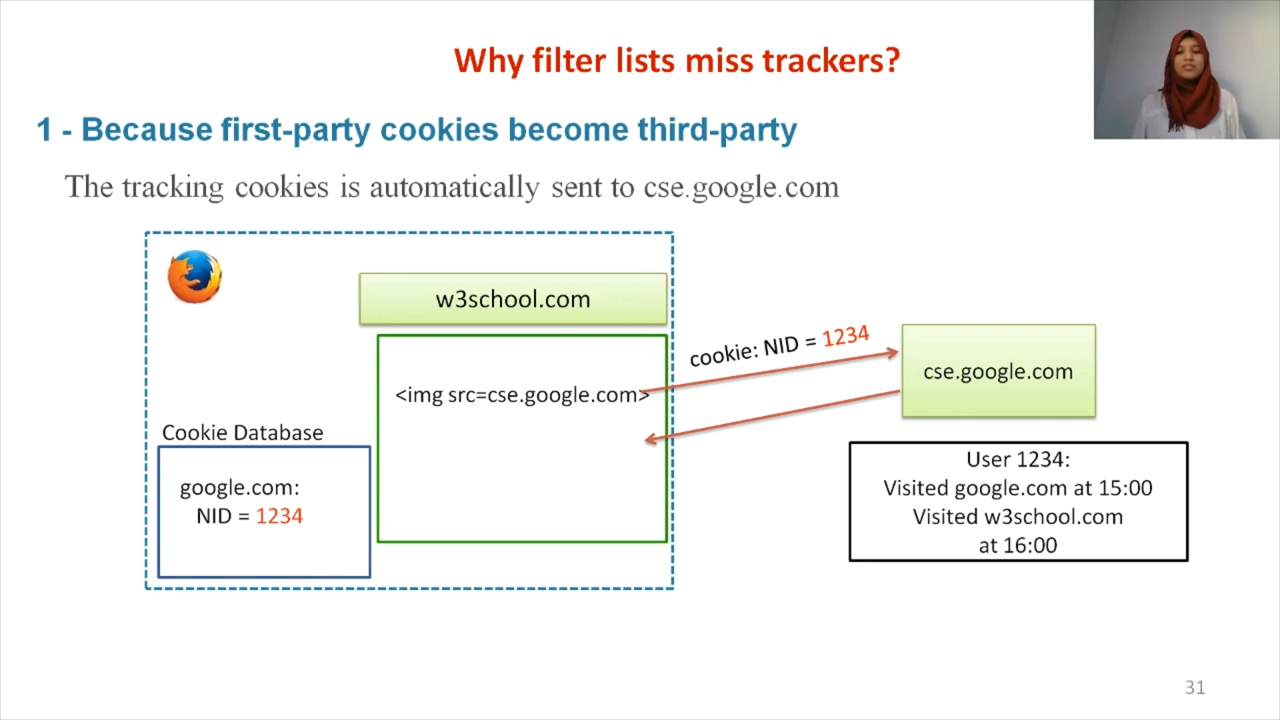 Why filter lists miss trackers?
1 - Because first-party cookies become third-party
The tracking cookies is automatically sent to cse.google.com
w3school.com
cookie: NID = 1234
cse.google.com
<img src=cse.google.com>
Cookie Database
google.com:
NID = 1234
User 1234:
Visited google.com at 15:00
Visited w3school.com
at 16:00
31